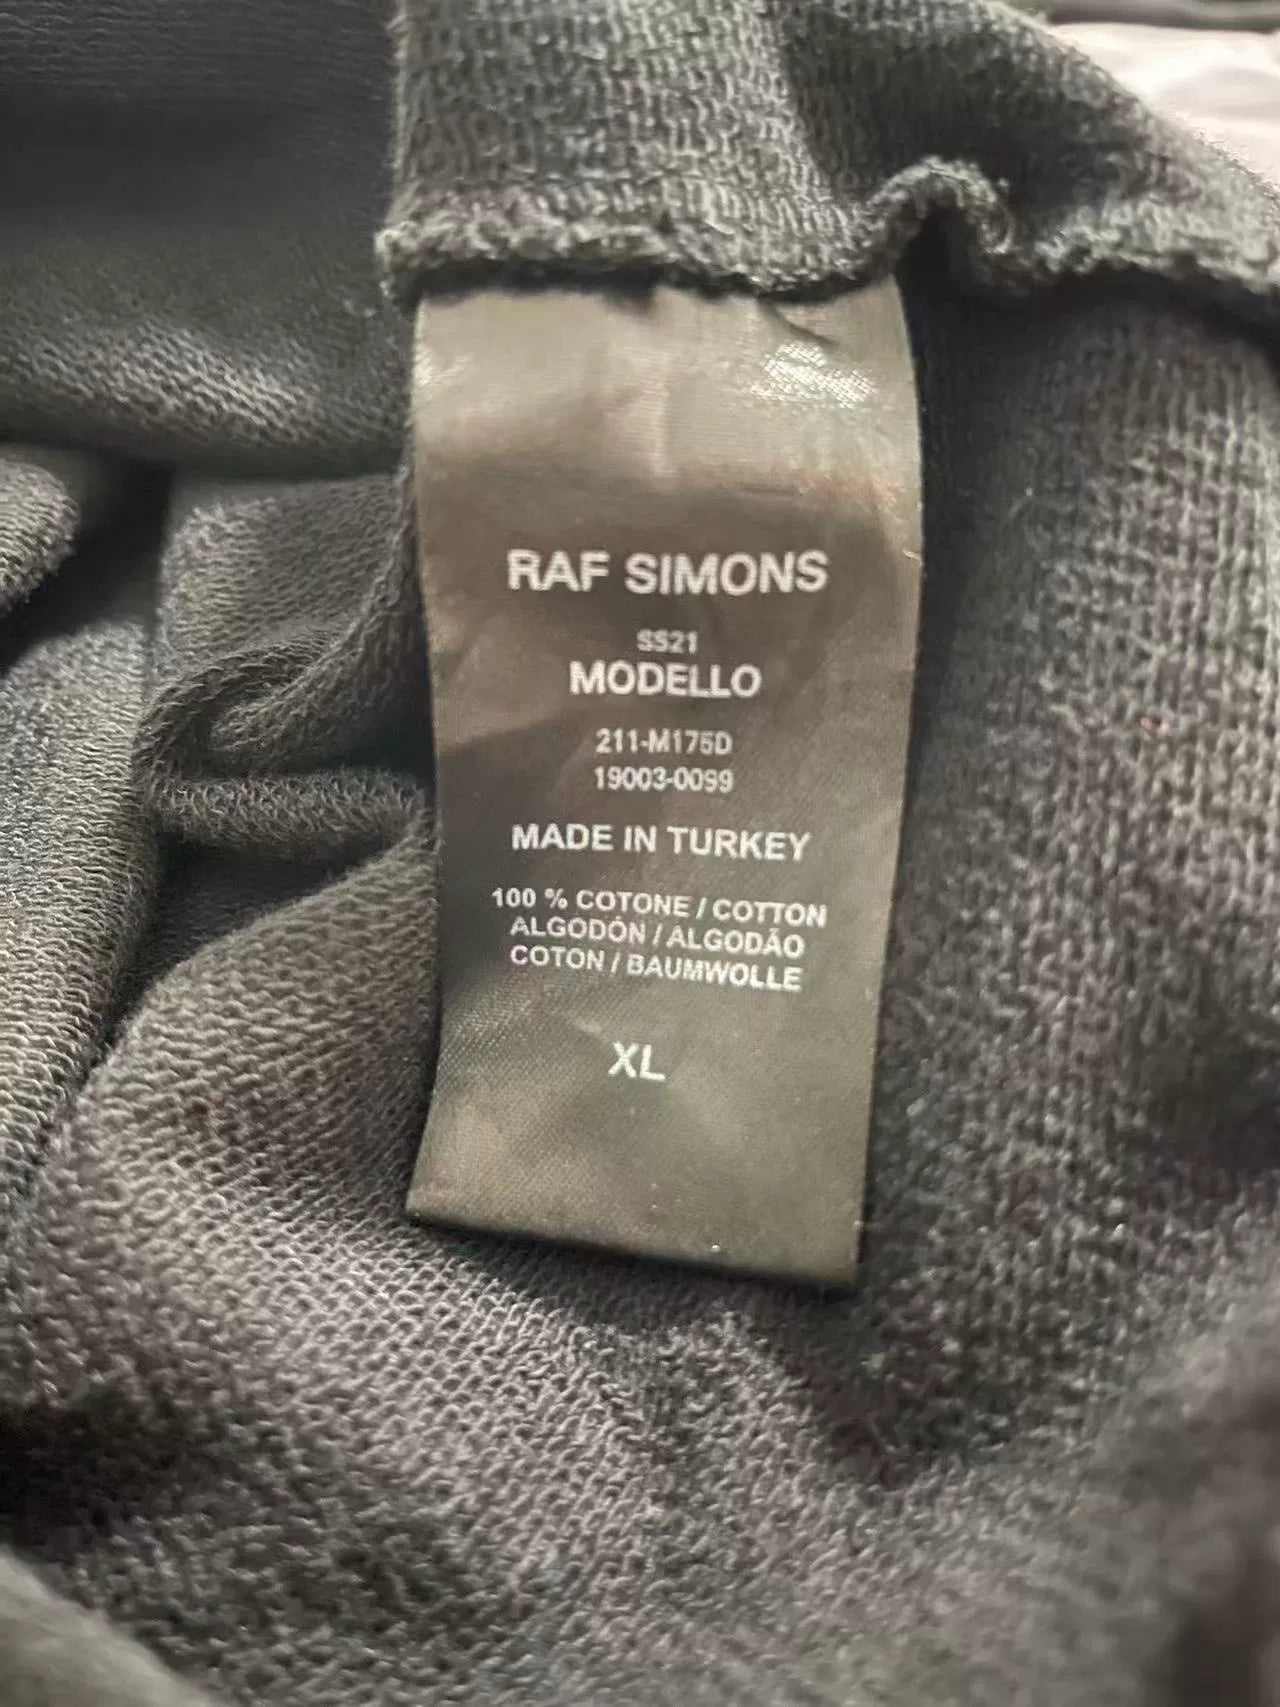 RAF SIMONS
SS21
MODELLO
211-M175D
19003-0099
MADE IN TURKEY
100 % COTONE / COTTON
ALGODÓN / ALGODÃO
COTON / BAUMWOLLE
XL